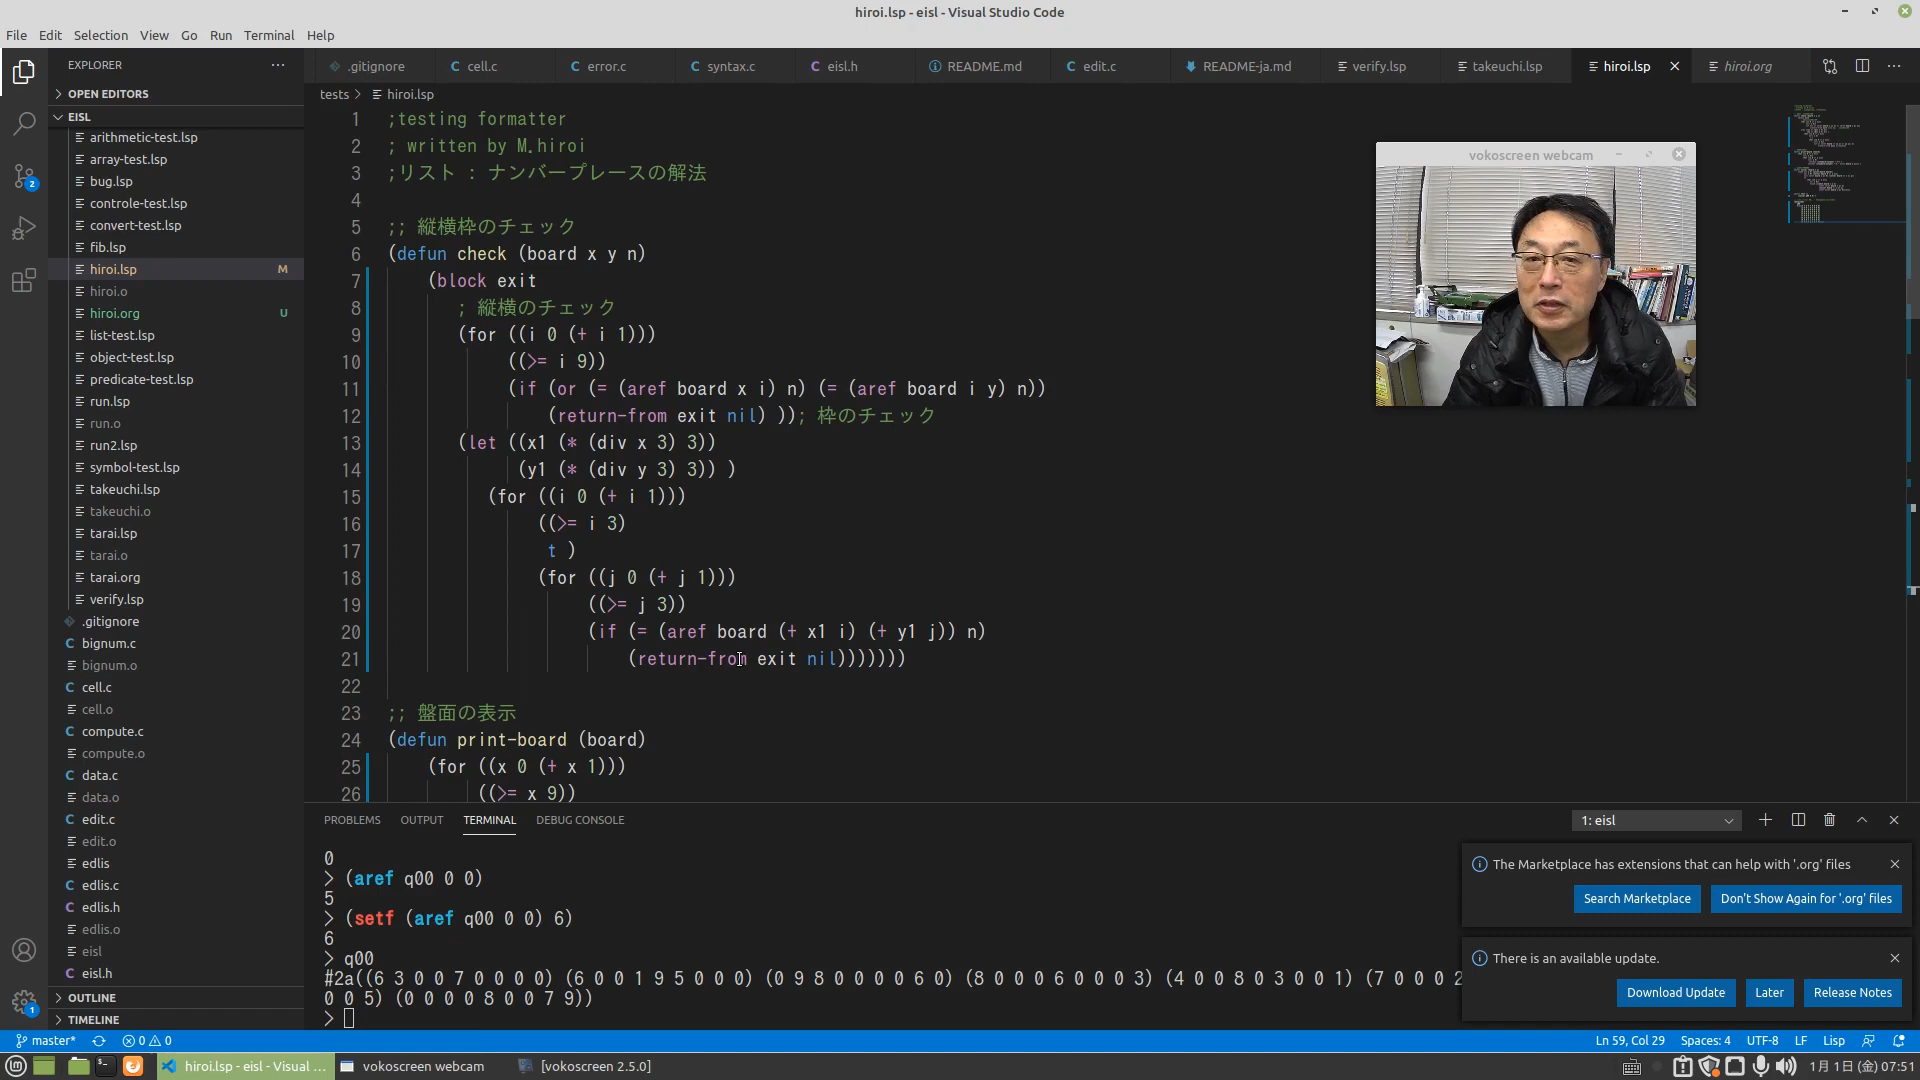 hiroi.lsp - eisl - Visual Studio Code
File Edit Selection View Go Run Terminal Help
EXPLORER
OPEN EDITORS
EISL
arithmetic-test.lsp
array-test.lsp
bug.lsp
controle-test.lsp
convert-test.lsp
fib.lsp
hiroi.lsp M
hiroi.o
hiroi.org U
list-test.lsp
object-test.lsp
predicate-test.lsp
run.lsp
run.o
run2.lsp
symbol-test.lsp
takeuchi.lsp
takeuchi.o
tarai.lsp
tarai.o
tarai.org
verify.lsp
.gitignore
bignum.c
bignum.o
cell.c
cell.o
compute.c
compute.o
data.c
data.o
edit.c
edit.o
edlis
edlis.c
edlis.h
edlis.o
eisl
eisl.h
OUTLINE
TIMELINE
2
1
.gitignore cell.c error.c syntax.c eisl.h README.md edit.c README-ja.md verify.lsp takeuchi.lsp hiroi.lsp hiroi.org
tests > hiroi.lsp
1 ;testing formatter
2 ; written by M.hiroi
3 ;リスト : ナンバープレースの解法
4
5 ;; 縦横枠のチェック
6 (defun check (board x y n)
7 (block exit
8 ; 縦横のチェック
9 (for ((i 0 (+ i 1)))
10 ((>= i 9))
11 (if (or (= (aref board x i) n) (= (aref board i y) n))
12 (return-from exit nil) )); 枠のチェック
13 (let ((x1 (* (div x 3) 3))
14 (y1 (* (div y 3) 3)) )
15 (for ((i 0 (+ i 1)))
16 ((>= i 3)
17 t )
18 (for ((j 0 (+ j 1)))
19 ((>= j 3))
20 (if (= (aref board (+ x1 i) (+ y1 j)) n)
21 (return-from exit nil)))))))
22
23 ;; 盤面の表示
24 (defun print-board (board)
25 (for ((x 0 (+ x 1)))
26 ((>= x 9))
vokoscreen webcam
PROBLEMS OUTPUT TERMINAL DEBUG CONSOLE
1: eisl
0
> (aref q00 0 0)
5
> (setf (aref q00 0 0) 6)
6
> q00
#2a((6 3 0 0 7 0 0 0 0) (6 0 0 1 9 5 0 0 0) (0 9 8 0 0 0 0 6 0) (8 0 0 0 6 0 0 0 3) (4 0 0 8 0 3 0 0 1) (7 0 0 0 2
0 0 5) (0 0 0 0 8 0 0 7 9))
>
The Marketplace has extensions that can help with '.org' files
Search Marketplace Don't Show Again for '.org' files
There is an available update.
Download Update Later Release Notes
master* 0 0 Ln 59, Col 29 Spaces: 4 UTF-8 LF Lisp
hiroi.lsp - eisl - Visual ... vokoscreen webcam [vokoscreen 2.5.0] 1月 1日 (金) 07:51